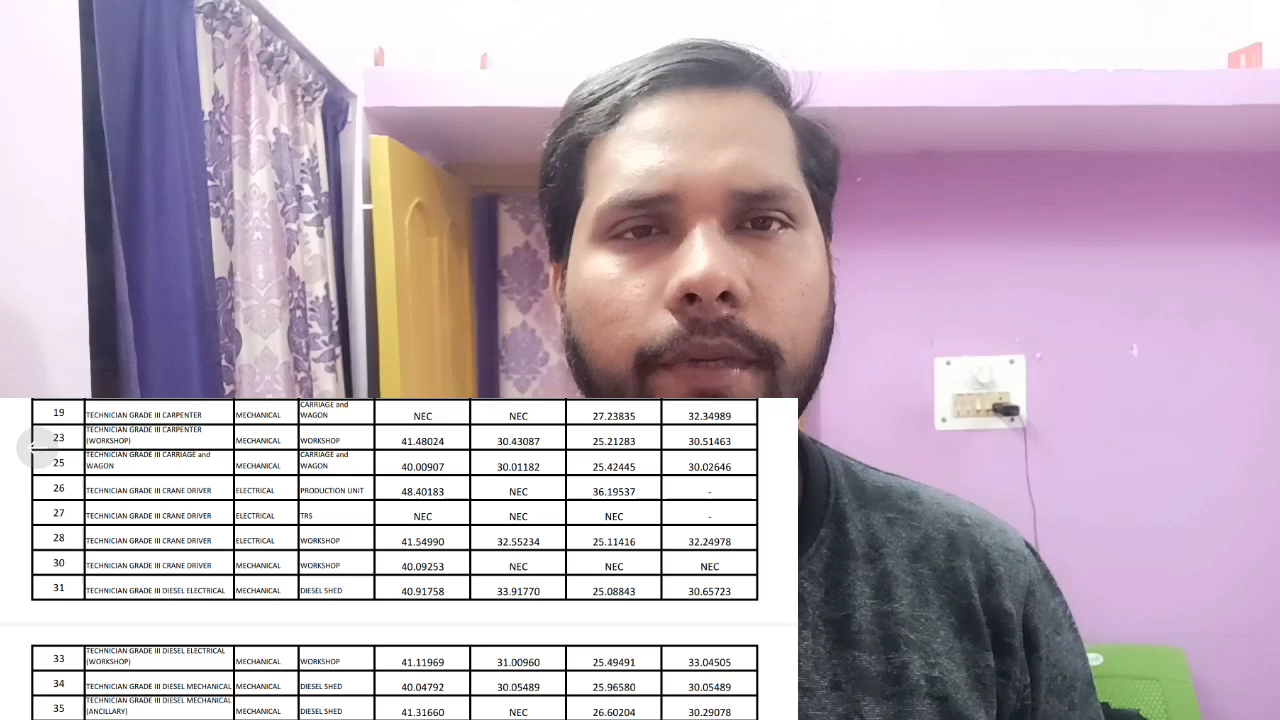 19 TECHNICIAN GRADE III CARPENTER MECHANICAL CARRIAGE and WAGON NEC NEC 27.23835 32.34989
23 TECHNICIAN GRADE III CARPENTER (WORKSHOP) MECHANICAL WORKSHOP 41.48024 30.43087 25.21283 30.51463
25 TECHNICIAN GRADE III CARRIAGE and WAGON MECHANICAL CARRIAGE and WAGON 40.00907 30.01182 25.42445 30.02646
26 TECHNICIAN GRADE III CRANE DRIVER ELECTRICAL PRODUCTION UNIT 48.40183 NEC 36.19537 -
27 TECHNICIAN GRADE III CRANE DRIVER ELECTRICAL TRS NEC NEC NEC -
28 TECHNICIAN GRADE III CRANE DRIVER ELECTRICAL WORKSHOP 41.54990 32.55234 25.11416 32.24978
30 TECHNICIAN GRADE III CRANE DRIVER MECHANICAL WORKSHOP 40.09253 NEC NEC NEC
31 TECHNICIAN GRADE III DIESEL ELECTRICAL MECHANICAL DIESEL SHED 40.91758 33.91770 25.08843 30.65723
33 TECHNICIAN GRADE III DIESEL ELECTRICAL (WORKSHOP) MECHANICAL WORKSHOP 41.11969 31.00960 25.49491 33.04505
34 TECHNICIAN GRADE III DIESEL MECHANICAL MECHANICAL DIESEL SHED 40.04792 30.05489 25.96580 30.05489
35 TECHNICIAN GRADE III DIESEL MECHANICAL (ANCILLARY) MECHANICAL DIESEL SHED 41.31660 NEC 26.60204 30.29078